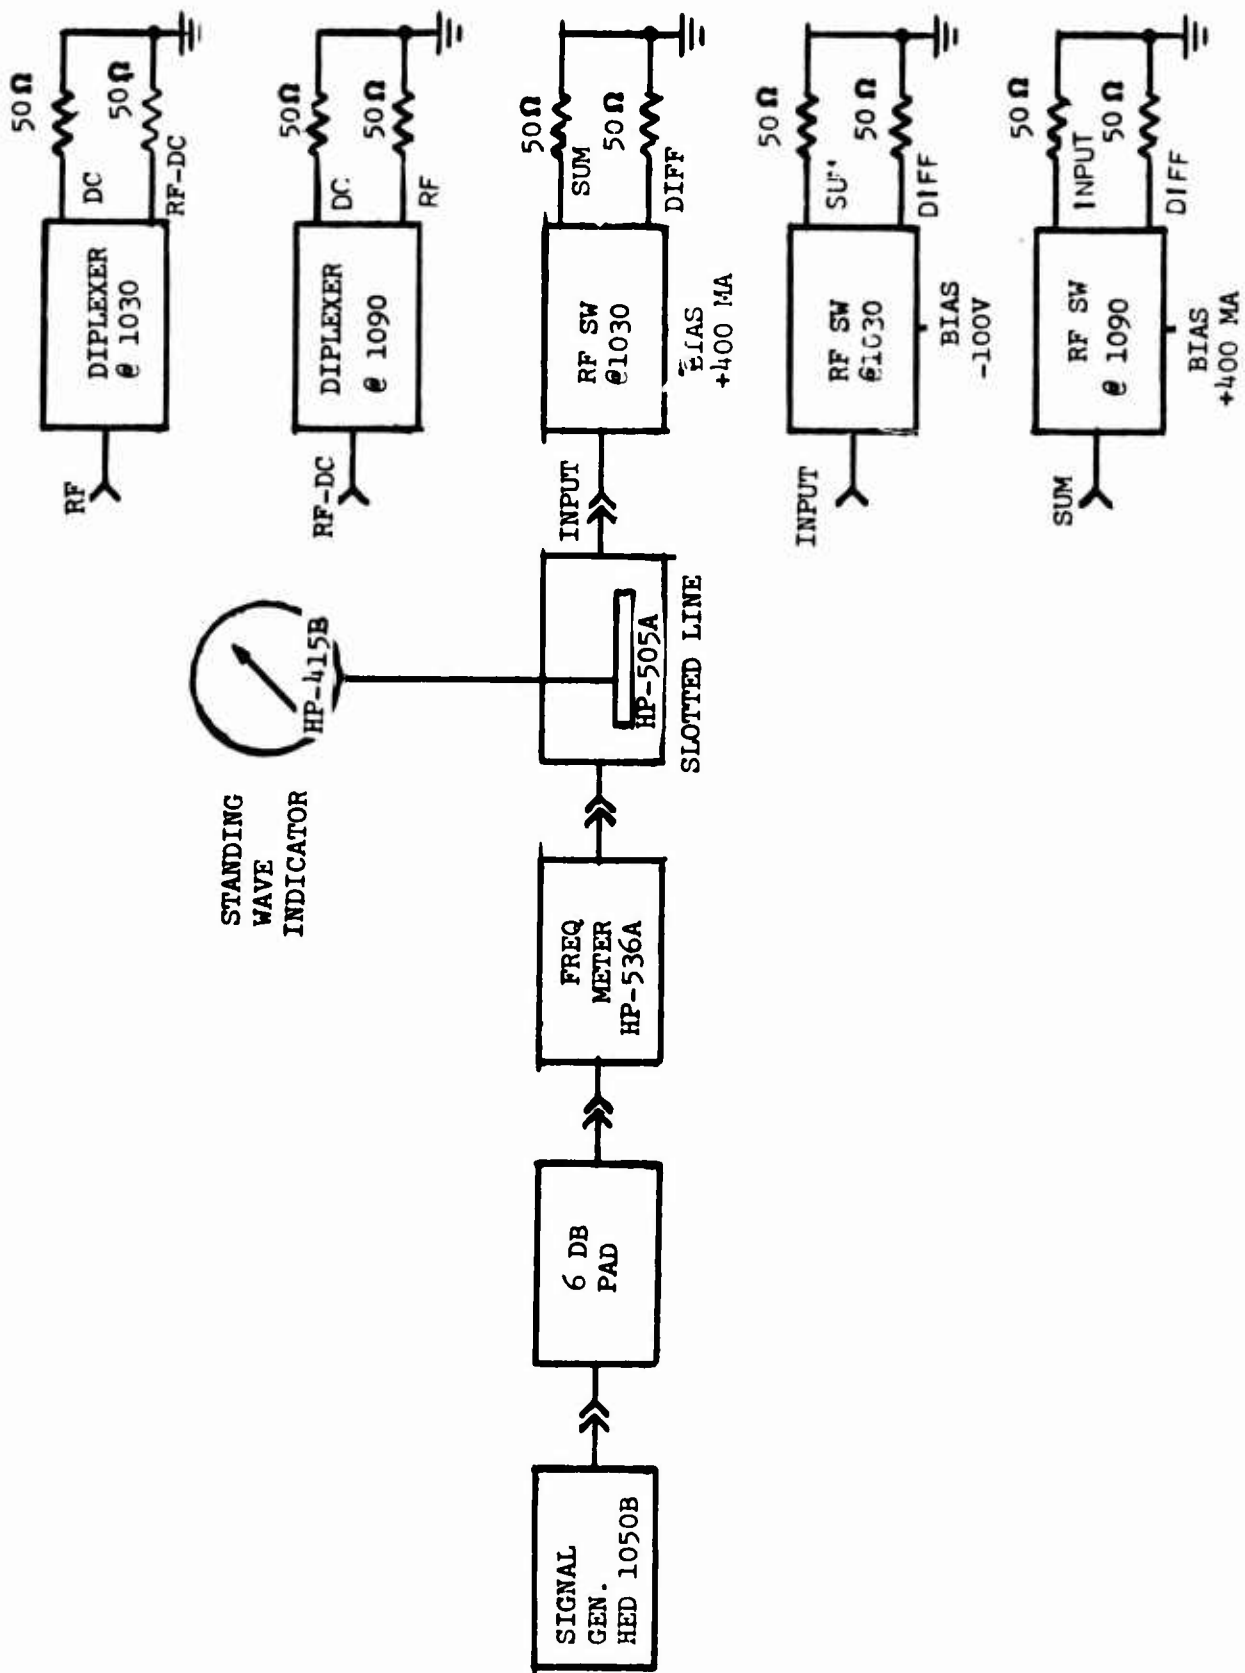 SIGNAL
GEN.
HED 1050B
6 DB
PAD
FREQ
METER
HP-536A
STANDING
WAVE
INDICATOR
HP-415B
HP-505A
SLOTTED LINE
RF
DIPLEXER
@ 1030
DC
50Ω
RF-DC
50Ω
RF-DC
DIPLEXER
@ 1090
DC
50Ω
RF
50Ω
INPUT
RF SW
@1030
SUM
50Ω
DIFF
50Ω
BIAS
+400 MA
INPUT
RF SW
@1030
SUM
50Ω
DIFF
50Ω
BIAS
-100V
SUM
RF SW
@ 1090
INPUT
50Ω
DIFF
50Ω
BIAS
+400 MA